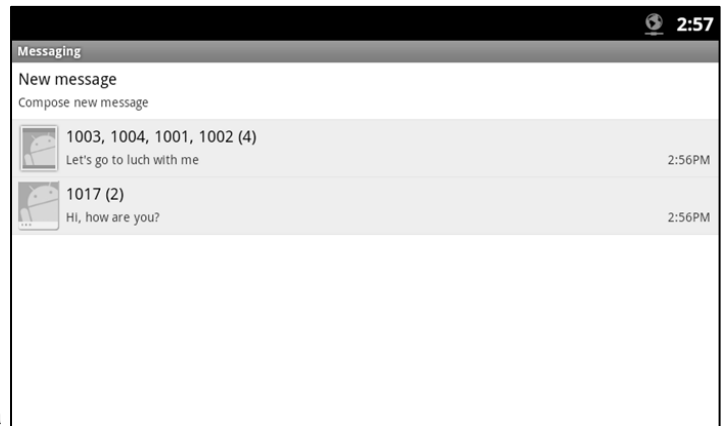 2:57
Messaging
New message
Compose new message
1003, 1004, 1001, 1002 (4)
Let's go to luch with me
2:56PM
1017 (2)
Hi, how are you?
2:56PM